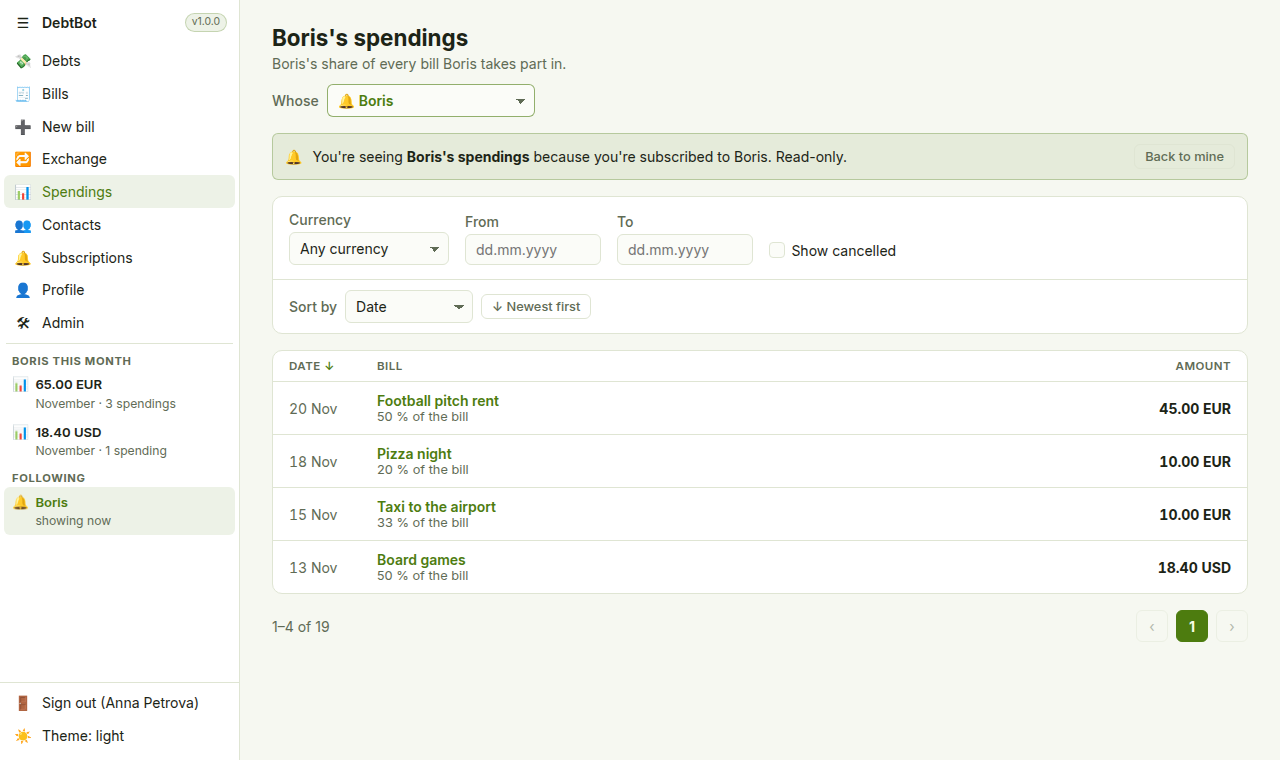 ☰ DebtBot v1.0.0
Debts
Bills
New bill
Exchange
Spendings
Contacts
Subscriptions
Profile
Admin
BORIS THIS MONTH
65.00 EUR
November · 3 spendings
18.40 USD
November · 1 spending
FOLLOWING
Boris
showing now
Sign out (Anna Petrova)
Theme: light
Boris's spendings
Boris's share of every bill Boris takes part in.
Whose Boris
You're seeing Boris's spendings because you're subscribed to Boris. Read-only. Back to mine
Currency From To
Any currency dd.mm.yyyy dd.mm.yyyy Show cancelled
Sort by Date ↓ Newest first
DATE ↓ BILL AMOUNT
20 Nov Football pitch rent 45.00 EUR
50 % of the bill
18 Nov Pizza night 10.00 EUR
20 % of the bill
15 Nov Taxi to the airport 10.00 EUR
33 % of the bill
13 Nov Board games 18.40 USD
50 % of the bill
1–4 of 19 ‹ 1 ›